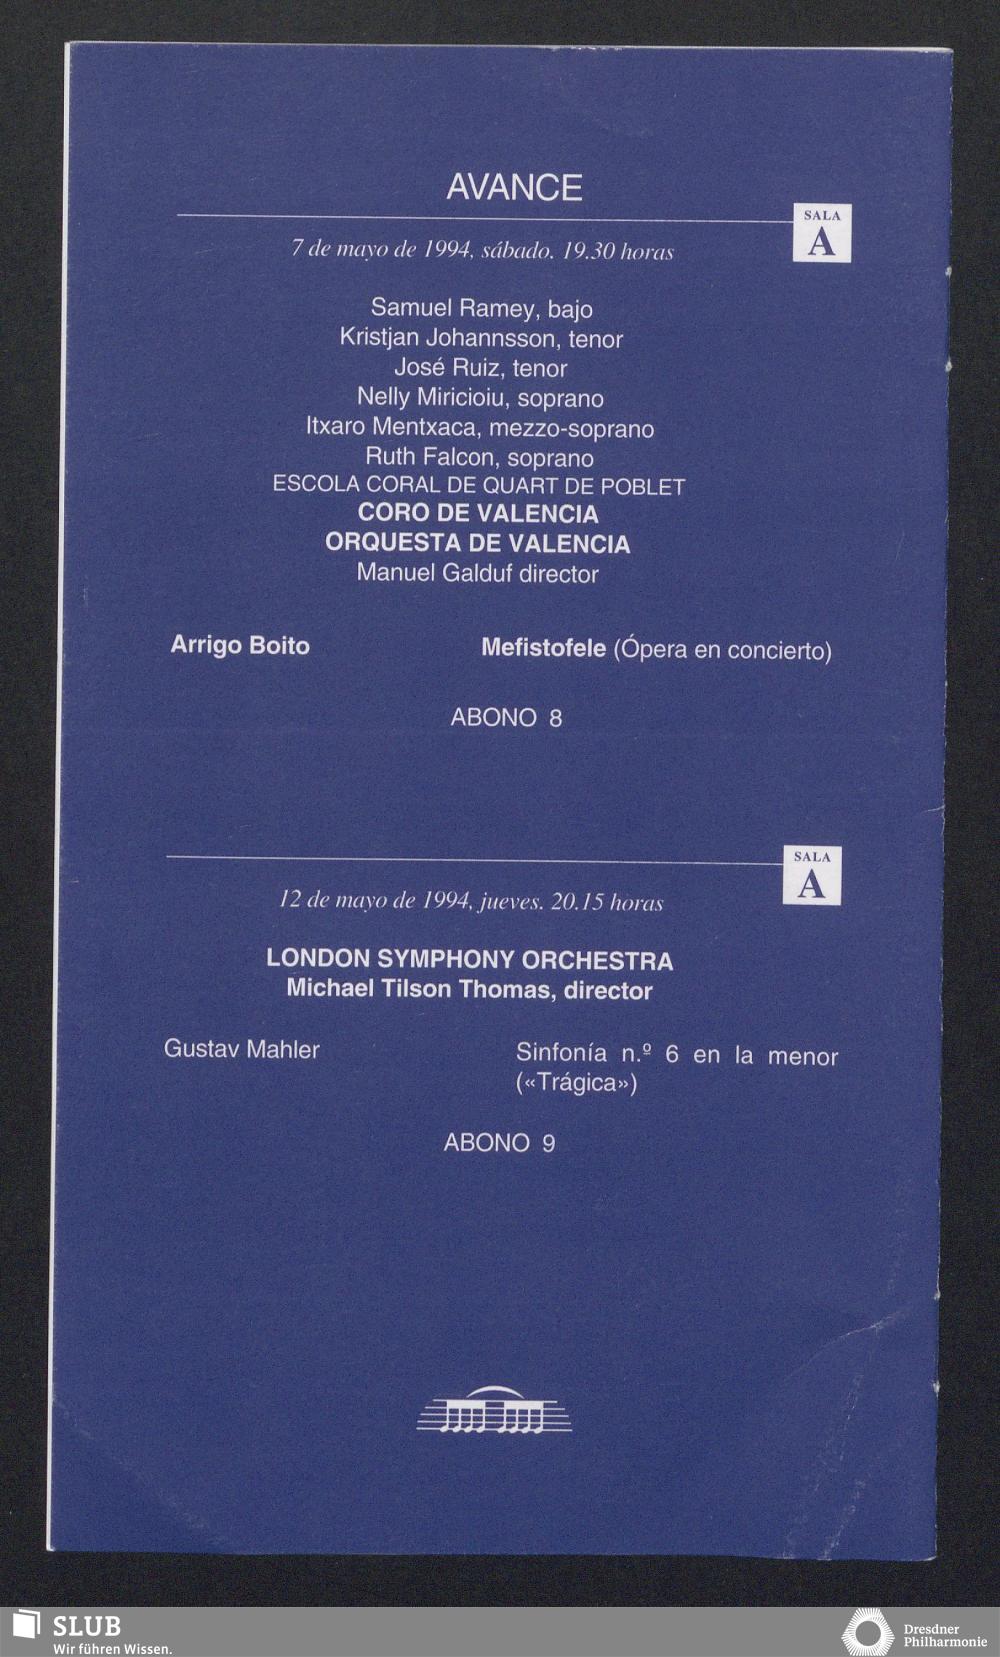 AVANCE
SALA
A
7 de mayo de 1994, sábado. 19.30 horas
Samuel Ramey, bajo
Kristjan Johannsson, tenor
José Ruiz, tenor
Nelly Miricioiu, soprano
Itxaro Mentxaca, mezzo-soprano
Ruth Falcon, soprano
ESCOLA CORAL DE QUART DE POBLET
CORO DE VALENCIA
ORQUESTA DE VALENCIA
Manuel Galduf director
Arrigo Boito Mefistofele (Ópera en concierto)
ABONO 8
SALA
A
12 de mayo de 1994, jueves. 20.15 horas
LONDON SYMPHONY ORCHESTRA
Michael Tilson Thomas, director
Gustav Mahler Sinfonía n.º 6 en la menor
(«Trágica»)
ABONO 9
SLUB
Wir führen Wissen.
Dresdner
Philharmonie